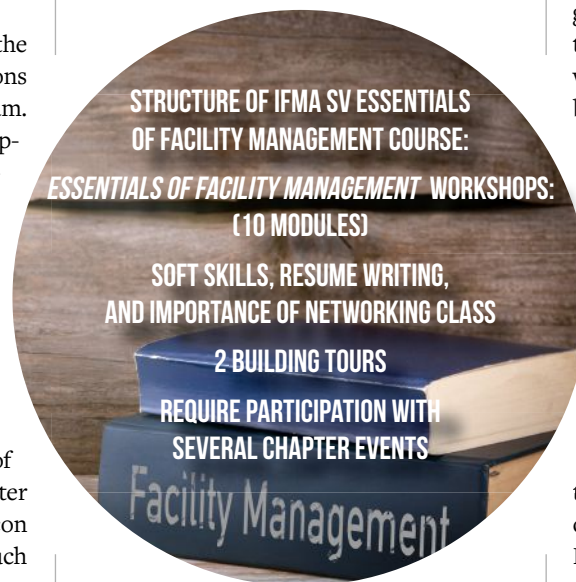 the
ons
m.
p-
STRUCTURE OF IFMA SV ESSENTIALS
OF FACILITY MANAGEMENT COURSE:
ESSENTIALS OF FACILITY MANAGEMENT WORKSHOPS:
(10 MODULES)
SOFT SKILLS, RESUME WRITING,
AND IMPORTANCE OF NETWORKING CLASS
2 BUILDING TOURS
REQUIRE PARTICIPATION WITH
SEVERAL CHAPTER EVENTS
Facility Management
of
ter
on
uch